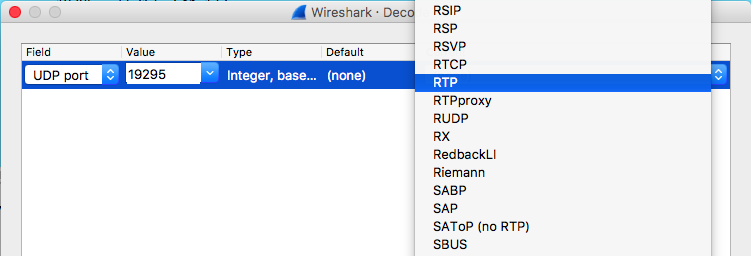 Wireshark · Deco
Field Value Type Default
UDP port 19295 Integer, base... (none)
RSIP
RSP
RSVP
RTCP
RTP
RTPproxy
RUDP
RX
RedbackLI
Riemann
SABP
SAP
SAToP (no RTP)
SBUS